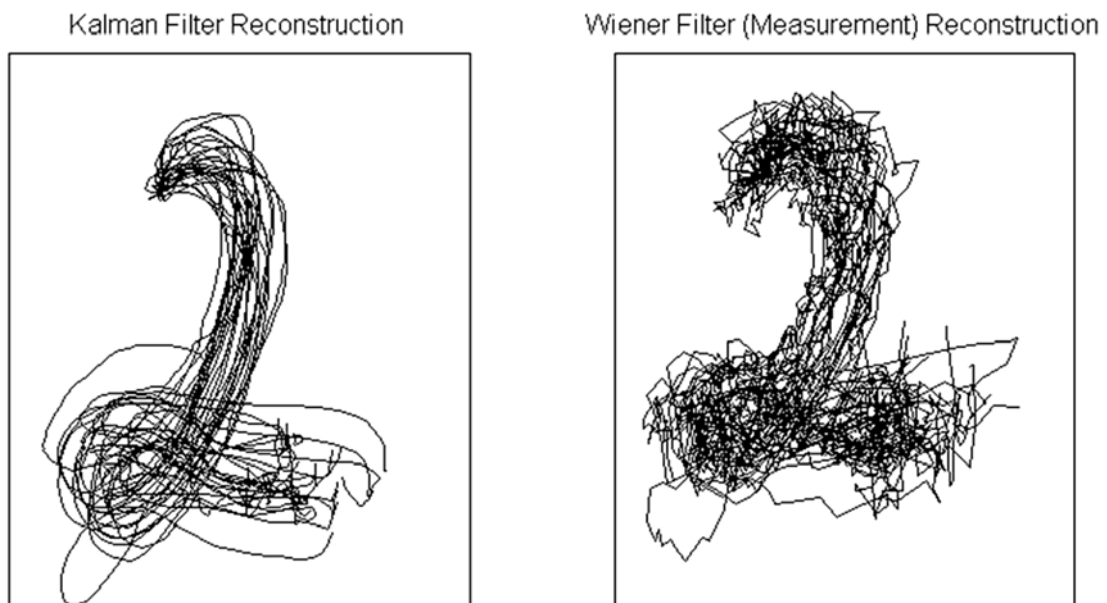 Kalman Filter Reconstruction
Wiener Filter (Measurement) Reconstruction